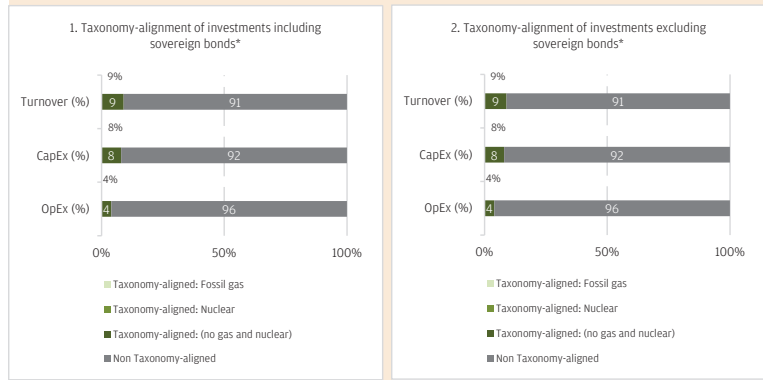 1. Taxonomy-alignment of investments including
sovereign bonds*
9%
Turnover (%)
9
91
8%
CapEx (%)
8
92
4%
OpEx (%)
4
96
0%
50%
100%
Taxonomy-aligned: Fossil gas
Taxonomy-aligned: Nuclear
Taxonomy-aligned: (no gas and nuclear)
Non Taxonomy-aligned
2. Taxonomy-alignment of investments excluding
sovereign bonds*
9%
Turnover (%)
9
91
8%
CapEx (%)
8
92
4%
OpEx (%)
4
96
0%
50%
100%
Taxonomy-aligned: Fossil gas
Taxonomy-aligned: Nuclear
Taxonomy-aligned: (no gas and nuclear)
Non Taxonomy-aligned